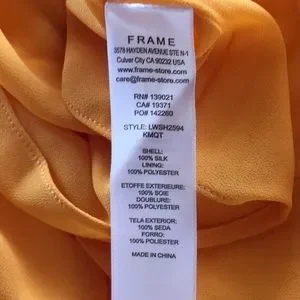 FRAME
3578 HAYDEN AVENUE STE N-1
Culver City CA 90232 USA
www.frame-store.com
care@frame-store.com
RN# 139021
CA# 19371
PO# 142260
STYLE: LWSH2594
KMQT
SHELL:
100% SILK
LINING:
100% POLYESTER
ETOFFE EXTERIEURE:
100% SOIE
DOUBLURE:
100% POLYESTER
TELA EXTERIOR:
100% SEDA
FORRO:
100% POLIESTER
MADE IN CHINA